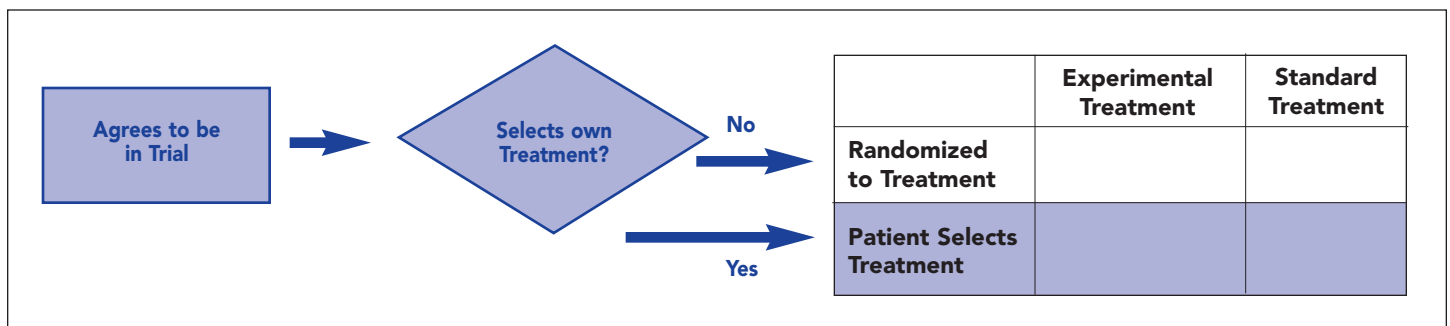 Agrees to be
in Trial
Selects own
Treatment?
No
Yes
Experimental
Treatment
Standard
Treatment
Randomized
to Treatment
Patient Selects
Treatment